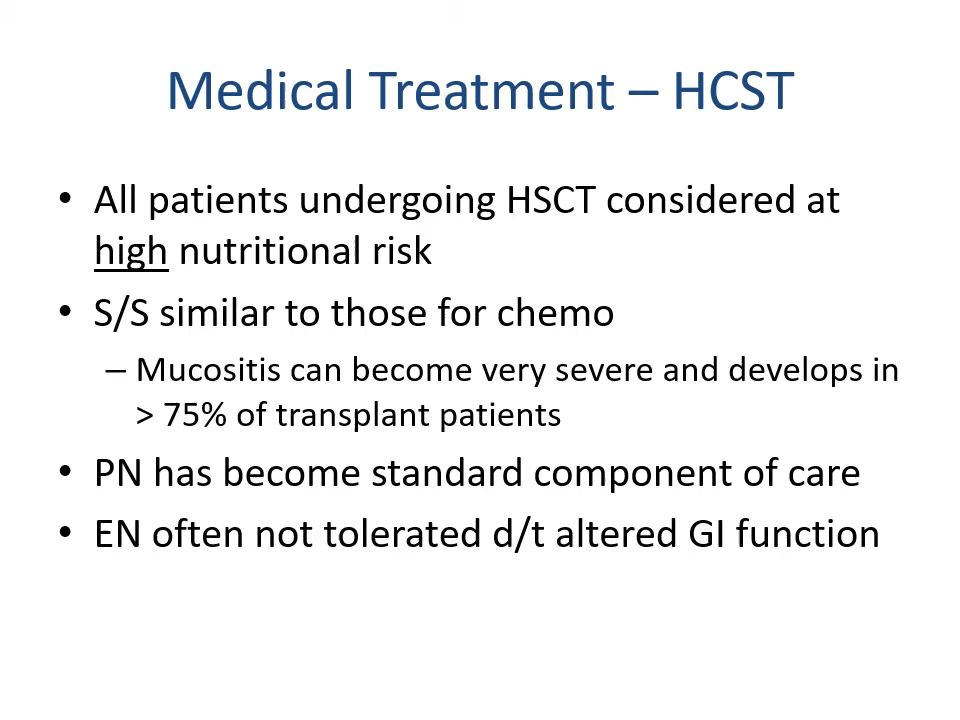 Medical Treatment – HCST
• All patients undergoing HSCT considered at
high nutritional risk
• S/S similar to those for chemo
– Mucositis can become very severe and develops in
> 75% of transplant patients
• PN has become standard component of care
• EN often not tolerated d/t altered GI function